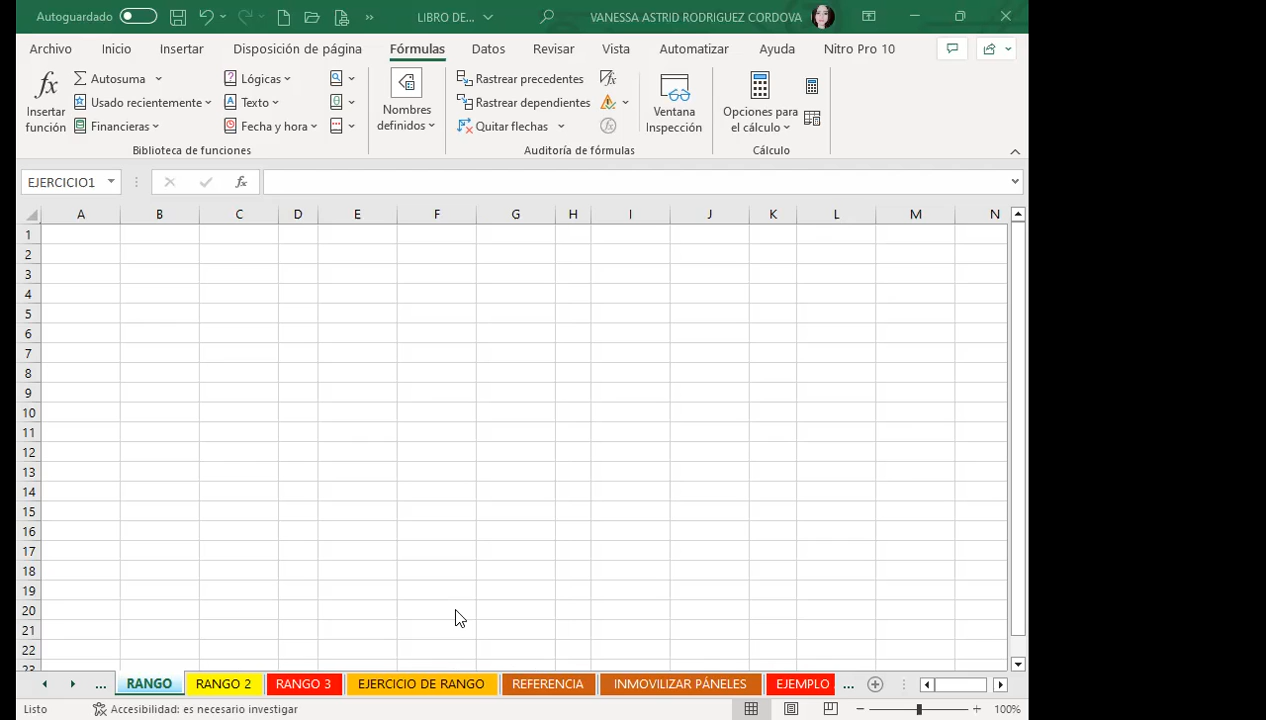 Autoguardado LIBRO DE... VANESSA ASTRID RODRIGUEZ CORDOVA
Archivo Inicio Insertar Disposición de página Fórmulas Datos Revisar Vista Automatizar Ayuda Nitro Pro 10
Insertar función
Autosuma
Usado recientemente
Financieras
Lógicas
Texto
Fecha y hora
Biblioteca de funciones
Nombres definidos
Rastrear precedentes
Rastrear dependientes
Quitar flechas
Ventana Inspección
Auditoría de fórmulas
Opciones para el cálculo
Cálculo
EJERCICIO1 fx
A B C D E F G H I J K L M N
1
2
3
4
5
6
7
8
9
10
11
12
13
14
15
16
17
18
19
20
21
22
23
... RANGO RANGO 2 RANGO 3 EJERCICIO DE RANGO REFERENCIA INMOVILIZAR PÁNELES EJEMPLO ...
Listo Accesibilidad: es necesario investigar 100%